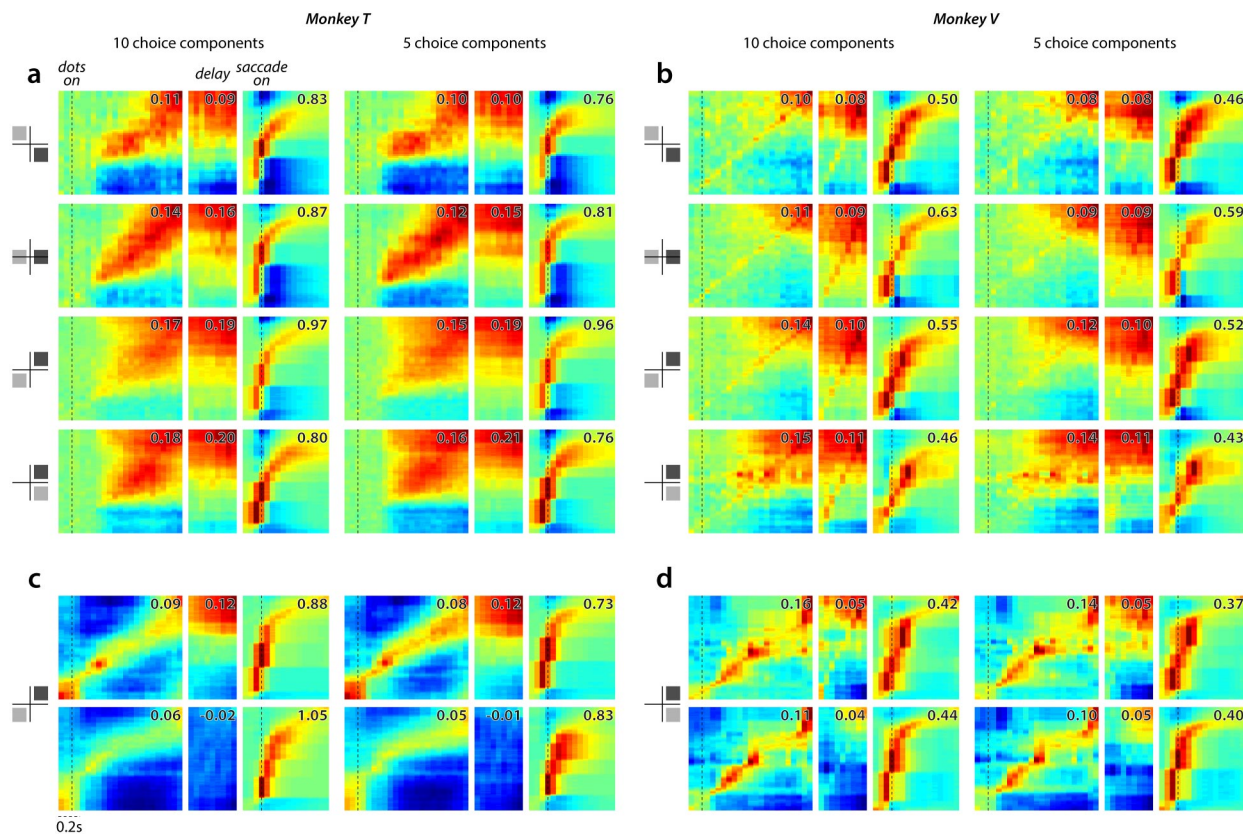 Monkey T
Monkey V
10 choice components
5 choice components
10 choice components
5 choice components
a
dots on
delay
saccade on
b
0.11 0.09 0.83 0.10 0.10 0.76 0.10 0.08 0.50 0.08 0.08 0.46
0.14 0.16 0.87 0.12 0.15 0.81 0.11 0.09 0.63 0.09 0.09 0.59
0.17 0.19 0.97 0.15 0.19 0.96 0.14 0.10 0.55 0.12 0.10 0.52
0.18 0.20 0.80 0.16 0.21 0.76 0.15 0.11 0.46 0.14 0.11 0.43
c
d
0.09 0.12 0.88 0.08 0.12 0.73 0.16 0.05 0.42 0.14 0.05 0.37
0.06 -0.02 1.05 0.05 -0.01 0.83 0.11 0.04 0.44 0.10 0.05 0.40
0.2s